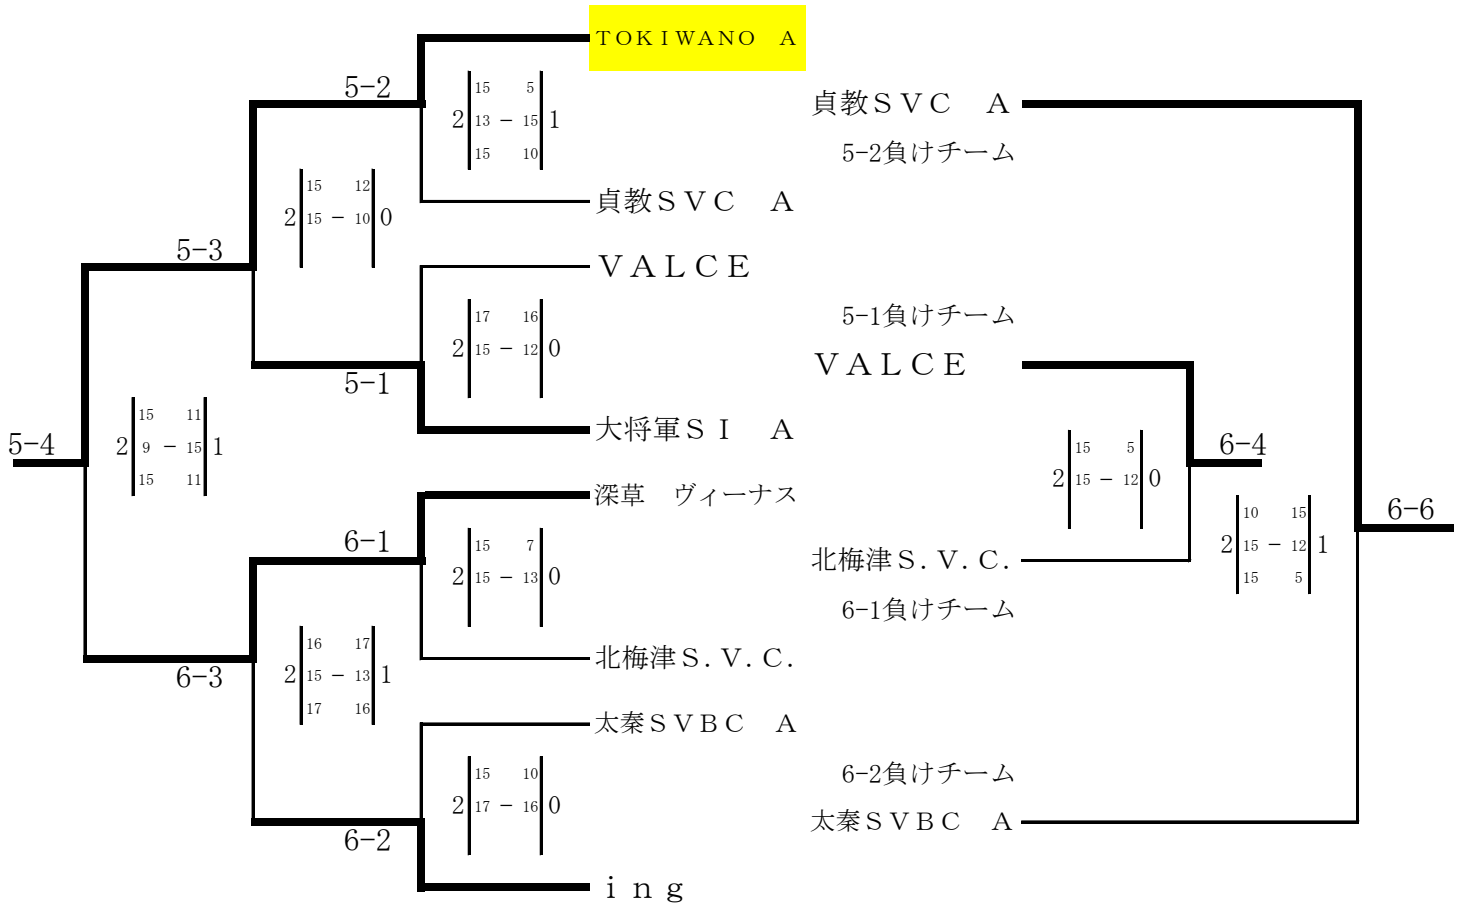 ＴＯＫＩＷＡＮＯ　Ａ
5-2
15 5
2 13 － 15 1
15 10
貞教ＳＶＣ　Ａ
5-2負けチーム
15 12
2 15 － 10 0
貞教ＳＶＣ　Ａ
5-3
ＶＡＬＣＥ
17 16
2 15 － 12 0
5-1負けチーム
ＶＡＬＣＥ
5-1
15 11
2 9 － 15 1
15 11
5-4
大将軍ＳＩ　Ａ
15 5
2 15 － 12 0
6-4
深草　ヴィーナス
6-6
10 15
2 15 － 12 1
15 5
6-1
15 7
2 15 － 13 0
北梅津Ｓ．Ｖ．Ｃ．
6-1負けチーム
16 17
2 15 － 13 1
17 16
北梅津Ｓ．Ｖ．Ｃ．
6-3
太秦ＳＶＢＣ　Ａ
15 10
2 17 － 16 0
6-2負けチーム
太秦ＳＶＢＣ　Ａ
6-2
ｉｎｇ